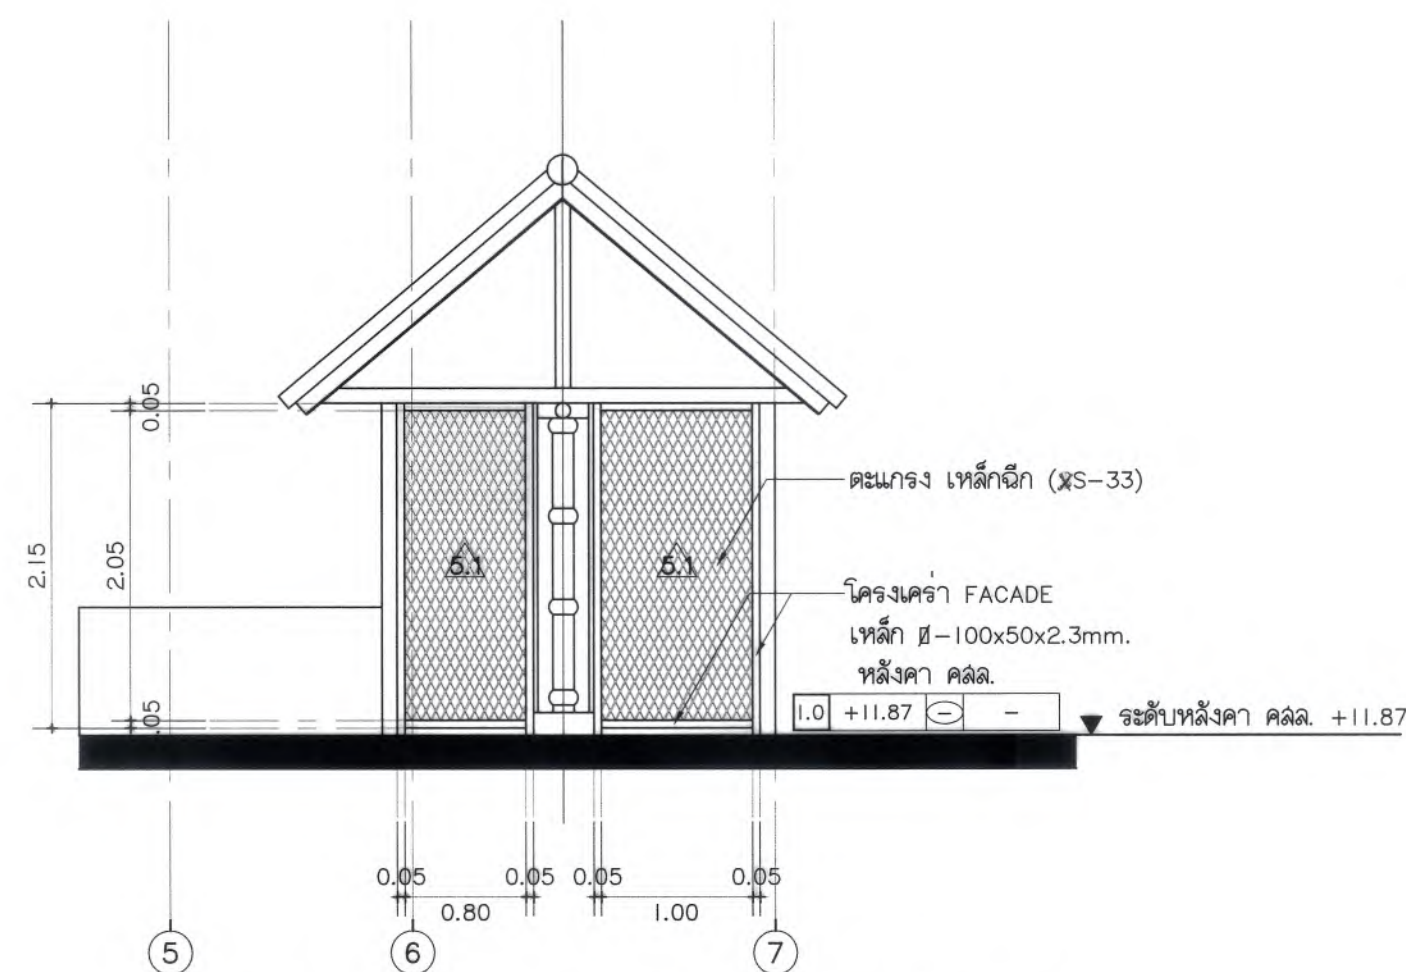 0.05
2.15
2.05
.05
5.1
5.1
ตะแกรง เหล็กฉีก (XS-33)
โครงเคร่า FACADE
เหล็ก ⌀-100x50x2.3mm.
หลังคา คสล.
1.0 +11.87 - -
ระดับหลังคา คสล. +11.87
0.05 0.05 0.05 0.05
0.80 1.00
5 6 7